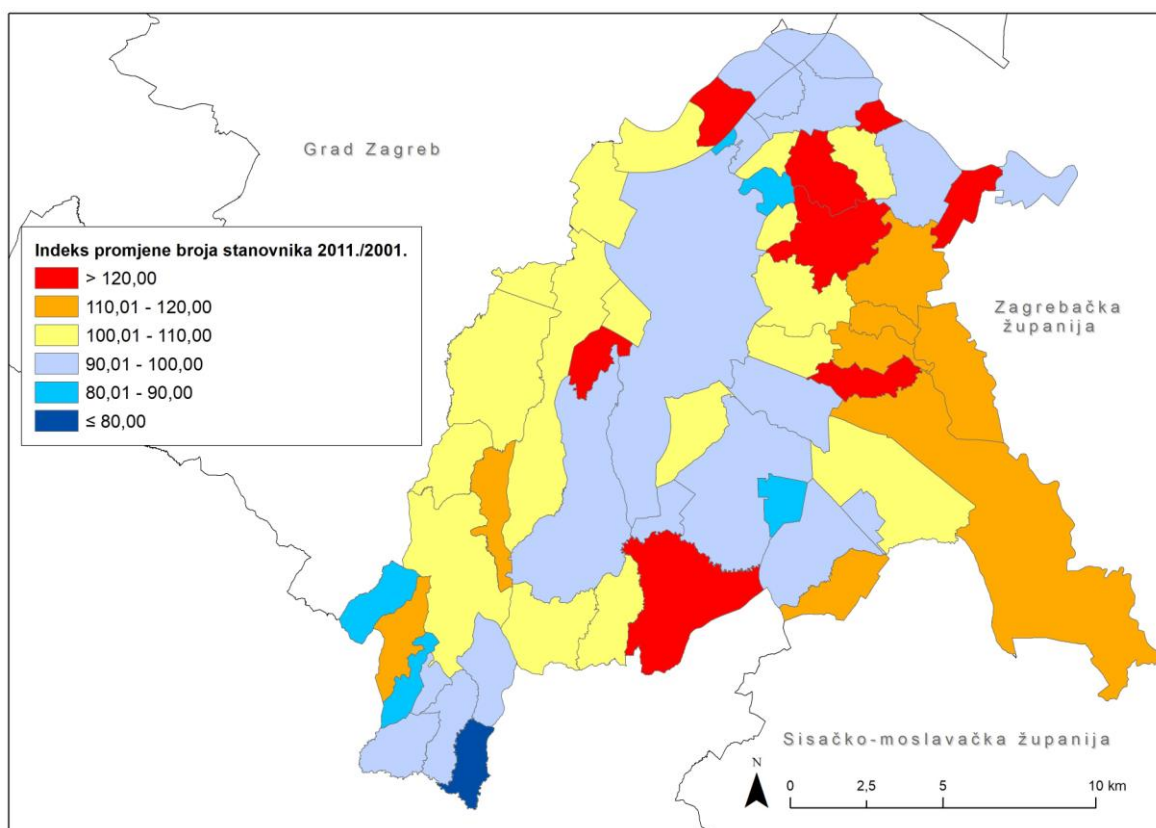 Grad Zagreb
Indeks promjene broja stanovnika 2011./2001.
> 120,00
110,01 - 120,00
100,01 - 110,00
90,01 - 100,00
80,01 - 90,00
≤ 80,00
Zagrebačka
županija
Sisačko-moslavačka županija
N
0 2,5 5 10 km